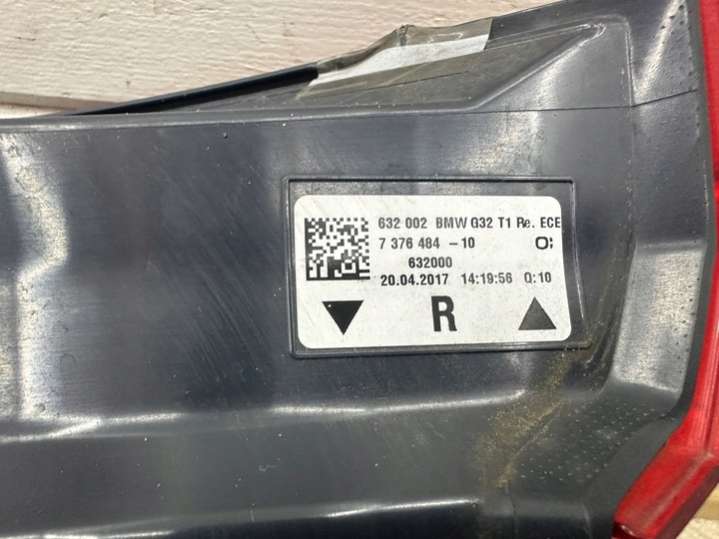 632 002 BMW G32 T1 Re. ECE
7 376 484 -10 O:
632000
20.04.2017 14:19:56 Q:10
R